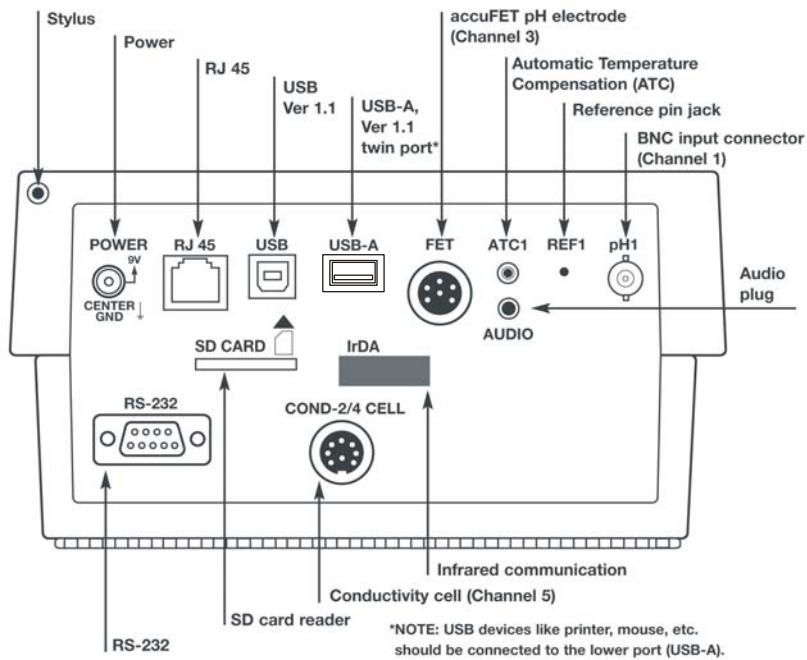 Stylus
Power
RJ 45
USB
Ver 1.1
USB-A,
Ver 1.1
twin port*
accuFET pH electrode
(Channel 3)
Automatic Temperature
Compensation (ATC)
Reference pin jack
BNC input connector
(Channel 1)
POWER
9V
CENTER
GND
RJ 45
USB
USB-A
FET
ATC1
REF1
pH1
Audio
plug
AUDIO
SD CARD
IrDA
RS-232
COND-2/4 CELL
Infrared communication
Conductivity cell (Channel 5)
SD card reader
RS-232
*NOTE: USB devices like printer, mouse, etc.
should be connected to the lower port (USB-A).